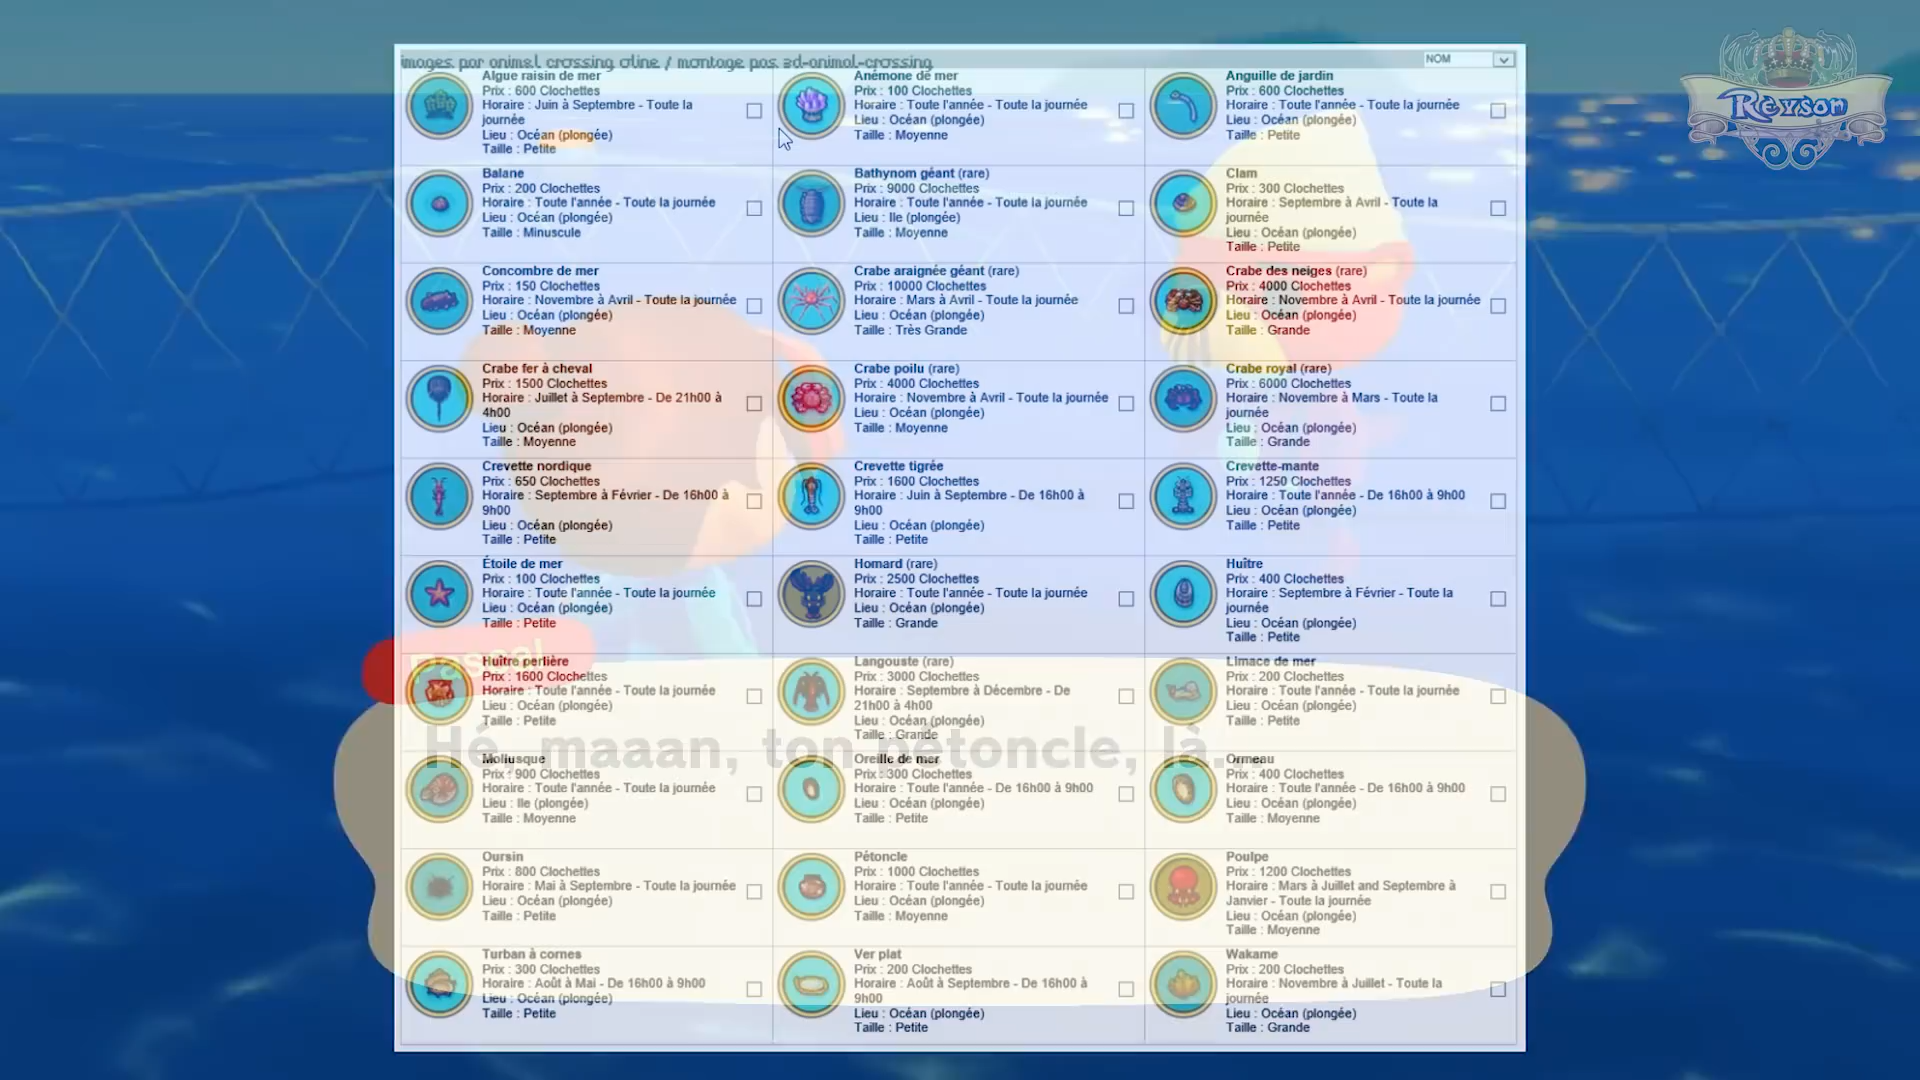 images par animal crossing oline / montage pas ad-animal-crossing
NOM
Reyson
Algue raisin de mer
Prix : 600 Clochettes
Horaire : Juin à Septembre - Toute la
journée
Lieu : Océan (plongée)
Taille : Petite
Anémone de mer
Prix : 100 Clochettes
Horaire : Toute l'année - Toute la journée
Lieu : Océan (plongée)
Taille : Moyenne
Anguille de jardin
Prix : 600 Clochettes
Horaire : Toute l'année - Toute la journée
Lieu : Océan (plongée)
Taille : Petite
Balane
Prix : 200 Clochettes
Horaire : Toute l'année - Toute la journée
Lieu : Océan (plongée)
Taille : Minuscule
Bathynom géant (rare)
Prix : 9000 Clochettes
Horaire : Toute l'année - Toute la journée
Lieu : Ile (plongée)
Taille : Moyenne
Clam
Prix : 300 Clochettes
Horaire : Septembre à Avril - Toute la
journée
Lieu : Océan (plongée)
Taille : Petite
Concombre de mer
Prix : 150 Clochettes
Horaire : Novembre à Avril - Toute la journée
Lieu : Océan (plongée)
Taille : Moyenne
Crabe araignée géant (rare)
Prix : 10000 Clochettes
Horaire : Mars à Avril - Toute la journée
Lieu : Océan (plongée)
Taille : Très Grande
Crabe des neiges (rare)
Prix : 4000 Clochettes
Horaire : Novembre à Avril - Toute la journée
Lieu : Océan (plongée)
Taille : Grande
Crabe fer à cheval
Prix : 1500 Clochettes
Horaire : Juillet à Septembre - De 21h00 à
4h00
Lieu : Océan (plongée)
Taille : Moyenne
Crabe poilu (rare)
Prix : 4000 Clochettes
Horaire : Novembre à Avril - Toute la journée
Lieu : Océan (plongée)
Taille : Moyenne
Crabe royal (rare)
Prix : 6000 Clochettes
Horaire : Novembre à Mars - Toute la
journée
Lieu : Océan (plongée)
Taille : Grande
Crevette nordique
Prix : 650 Clochettes
Horaire : Septembre à Février - De 16h00 à
9h00
Lieu : Océan (plongée)
Taille : Petite
Crevette tigrée
Prix : 1600 Clochettes
Horaire : Juin à Septembre - De 16h00 à
9h00
Lieu : Océan (plongée)
Taille : Petite
Crevette-mante
Prix : 1250 Clochettes
Horaire : Toute l'année - De 16h00 à 9h00
Lieu : Océan (plongée)
Taille : Petite
Étoile de mer
Prix : 100 Clochettes
Horaire : Toute l'année - Toute la journée
Lieu : Océan (plongée)
Taille : Petite
Homard (rare)
Prix : 2500 Clochettes
Horaire : Toute l'année - Toute la journée
Lieu : Océan (plongée)
Taille : Grande
Huître
Prix : 400 Clochettes
Horaire : Septembre à Février - Toute la
journée
Lieu : Océan (plongée)
Taille : Petite
Pascal
Huître perlière
Prix : 1600 Clochettes
Horaire : Toute l'année - Toute la journée
Lieu : Océan (plongée)
Taille : Petite
Langouste (rare)
Prix : 3000 Clochettes
Horaire : Septembre à Décembre - De
21h00 à 4h00
Lieu : Océan (plongée)
Taille : Grande
Limace de mer
Prix : 200 Clochettes
Horaire : Toute l'année - Toute la journée
Lieu : Océan (plongée)
Taille : Petite
Hé, maaan, ton pétoncle, là...
Mollusque
Prix : 900 Clochettes
Horaire : Toute l'année - Toute la journée
Lieu : Ile (plongée)
Taille : Moyenne
Oreille de mer
Prix : 300 Clochettes
Horaire : Toute l'année - De 16h00 à 9h00
Lieu : Océan (plongée)
Taille : Petite
Ormeau
Prix : 400 Clochettes
Horaire : Toute l'année - De 16h00 à 9h00
Lieu : Océan (plongée)
Taille : Moyenne
Oursin
Prix : 800 Clochettes
Horaire : Mai à Septembre - Toute la journée
Lieu : Océan (plongée)
Taille : Petite
Pétoncle
Prix : 1000 Clochettes
Horaire : Toute l'année - Toute la journée
Lieu : Océan (plongée)
Taille : Moyenne
Poulpe
Prix : 1200 Clochettes
Horaire : Mars à Juillet and Septembre à
Janvier - Toute la journée
Lieu : Océan (plongée)
Taille : Moyenne
Turban à cornes
Prix : 300 Clochettes
Horaire : Août à Mai - De 16h00 à 9h00
Lieu : Océan (plongée)
Taille : Petite
Ver plat
Prix : 200 Clochettes
Horaire : Août à Septembre - De 16h00 à
9h00
Lieu : Océan (plongée)
Taille : Petite
Wakame
Prix : 200 Clochettes
Horaire : Novembre à Juillet - Toute la
journée
Lieu : Océan (plongée)
Taille : Grande